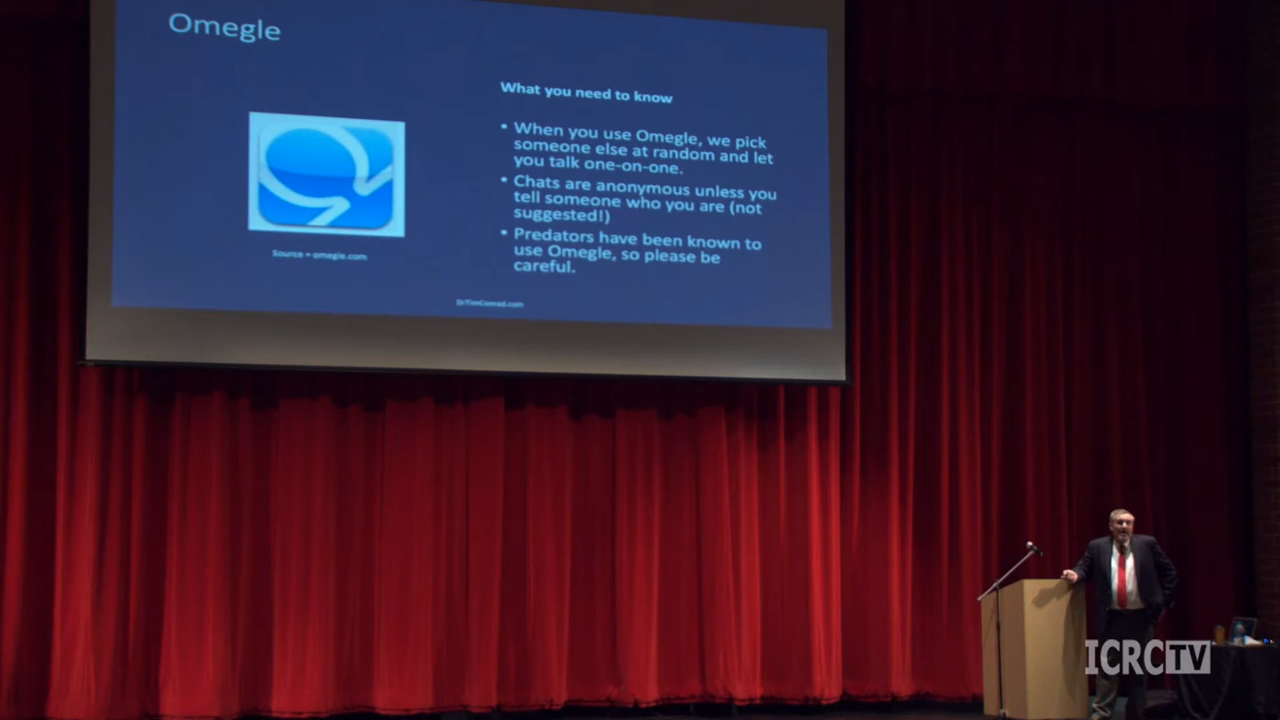 Omegle
What you need to know
• When you use Omegle, we pick
someone else at random and let
you talk one-on-one.
• Chats are anonymous unless you
tell someone who you are (not
suggested!)
• Predators have been known to
use Omegle, so please be
careful.
Source = omegle.com
DrTimConrad.com
ICRCTV